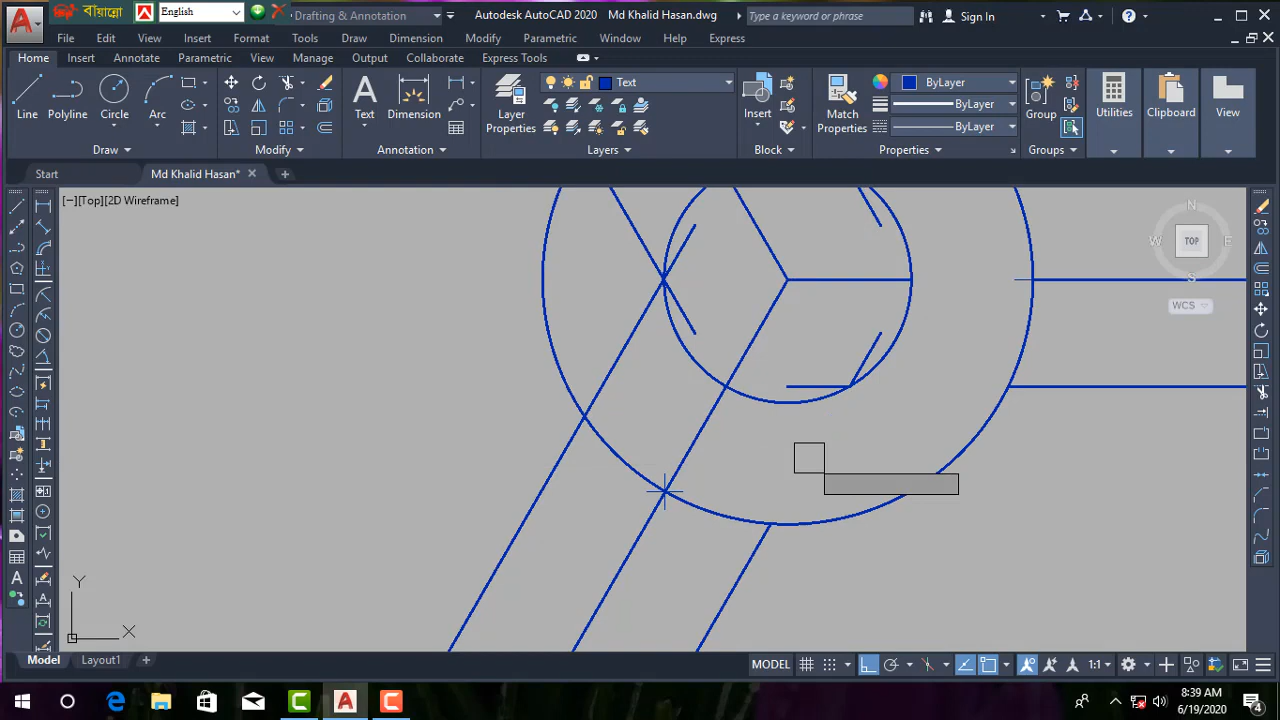 বায়ান্নো English Drafting & Annotation Autodesk AutoCAD 2020 Md Khalid Hasan.dwg Type a keyword or phrase Sign In
File Edit View Insert Format Tools Draw Dimension Modify Parametric Window Help Express
Home Insert Annotate Parametric View Manage Output Collaborate Express Tools
Text ByLayer
ByLayer
ByLayer
Line Polyline Circle Arc Text Dimension Layer Properties Insert Match Properties Group Utilities Clipboard View
Draw Modify Annotation Layers Block Properties Groups
Start Md Khalid Hasan*
[−][Top][2D Wireframe]
N
W TOP E
S
WCS
Y
X
Model Layout1 MODEL 1:1
8:39 AM
6/19/2020
4